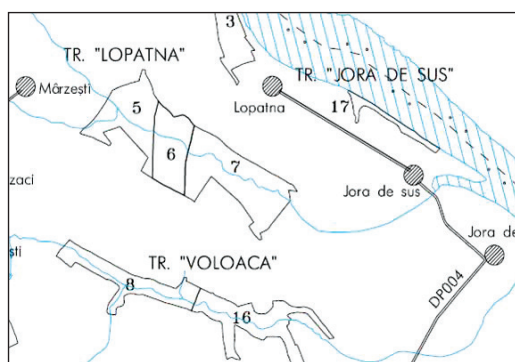 3
TR. "LOPATNA"
TR. "JORA DE SUS"
Mârzești
Lopatna
5
17
6
7
zaci
Jora de sus
Jora de
ști
TR. "VOLOACA"
8
DP004
16